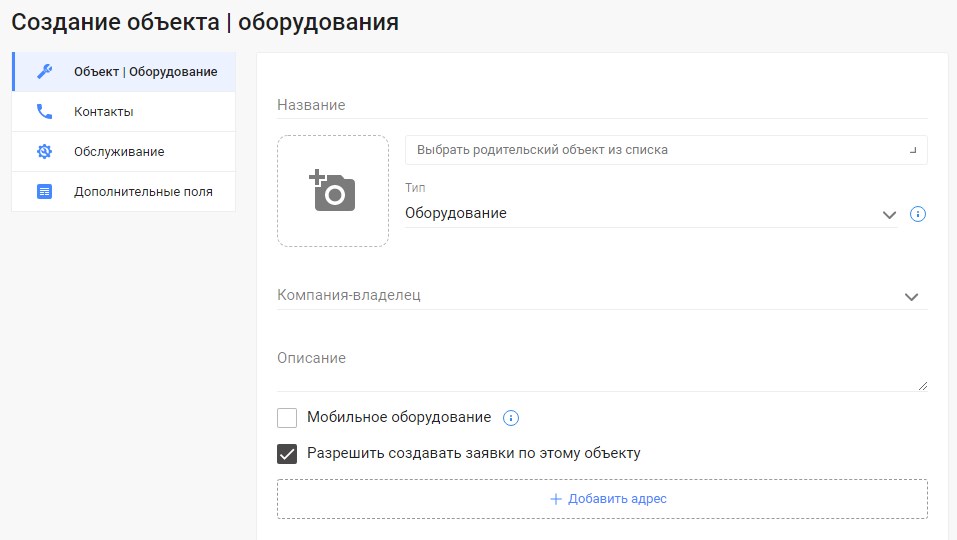 Создание объекта | оборудования
Объект | Оборудование
Контакты
Обслуживание
Дополнительные поля
Название
Выбрать родительский объект из списка
Тип
Оборудование
Компания-владелец
Описание
Мобильное оборудование
Разрешить создавать заявки по этому объекту
+ Добавить адрес